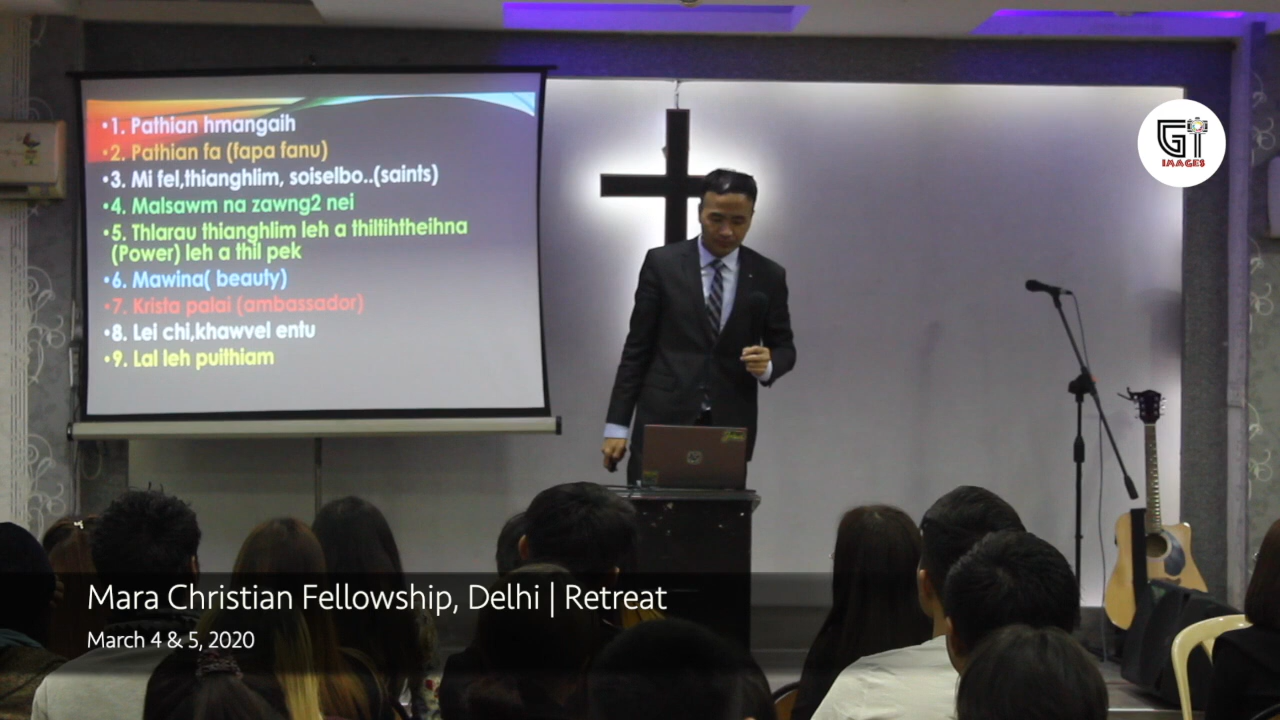 •1. Pathian hmangaih
•2. Pathian fa (fapa fanu)
•3. Mi fel,thianghlim, soiselbo..(saints)
•4. Malsawm na zawng2 nei
•5. Thlarau thianghlim leh a thiltihtheihna
(Power) leh a thil pek
•6. Mawina( beauty)
•7. Krista palai (ambassador)
•8. Lei chi,khawvel entu
•9. Lal leh puithiam
GT
IMAGES
Mara Christian Fellowship, Delhi | Retreat
March 4 & 5, 2020